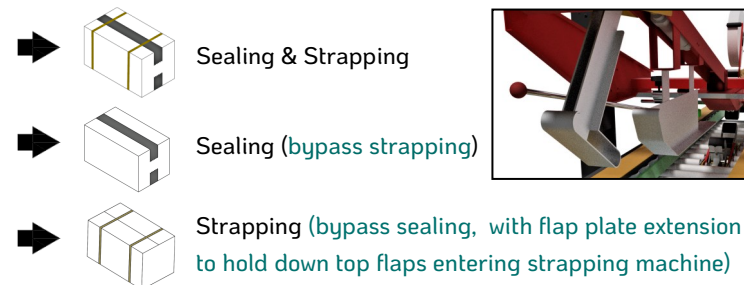 Sealing & Strapping
Sealing (bypass strapping)
Strapping (bypass sealing, with flap plate extension
to hold down top flaps entering strapping machine)